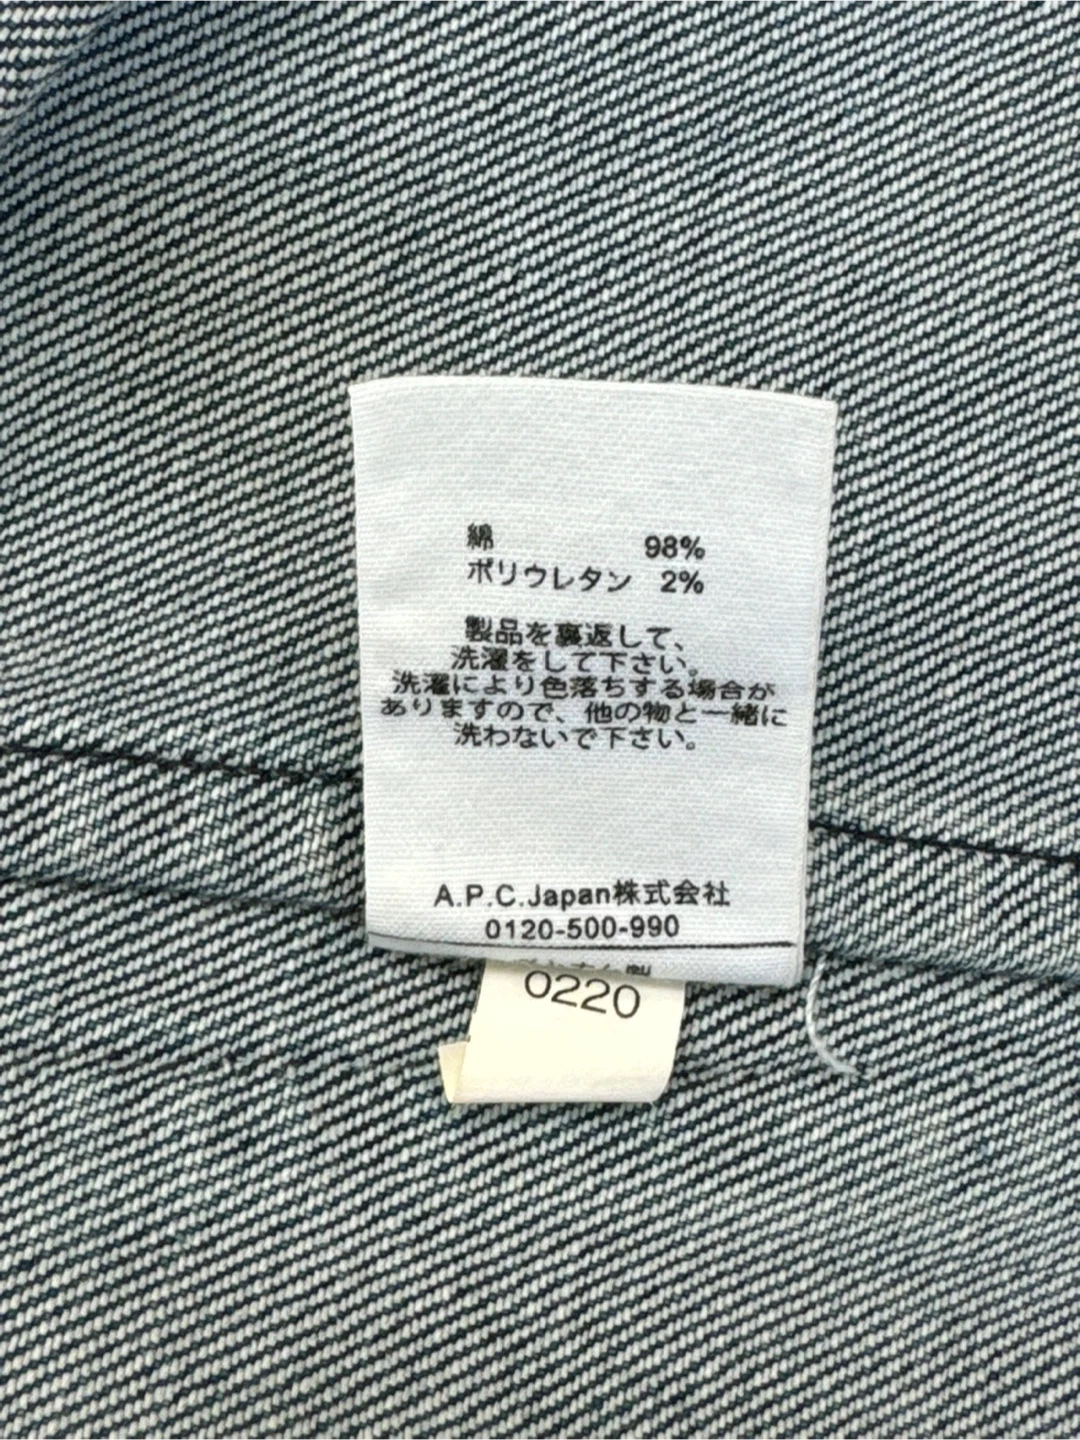 綿 98%
ポリウレタン 2%
製品を裏返して、
洗濯をして下さい。
洗濯により色落ちする場合が
ありますので、他の物と一緒に
洗わないで下さい。
A.P.C.Japan株式会社
0120-500-990
0220